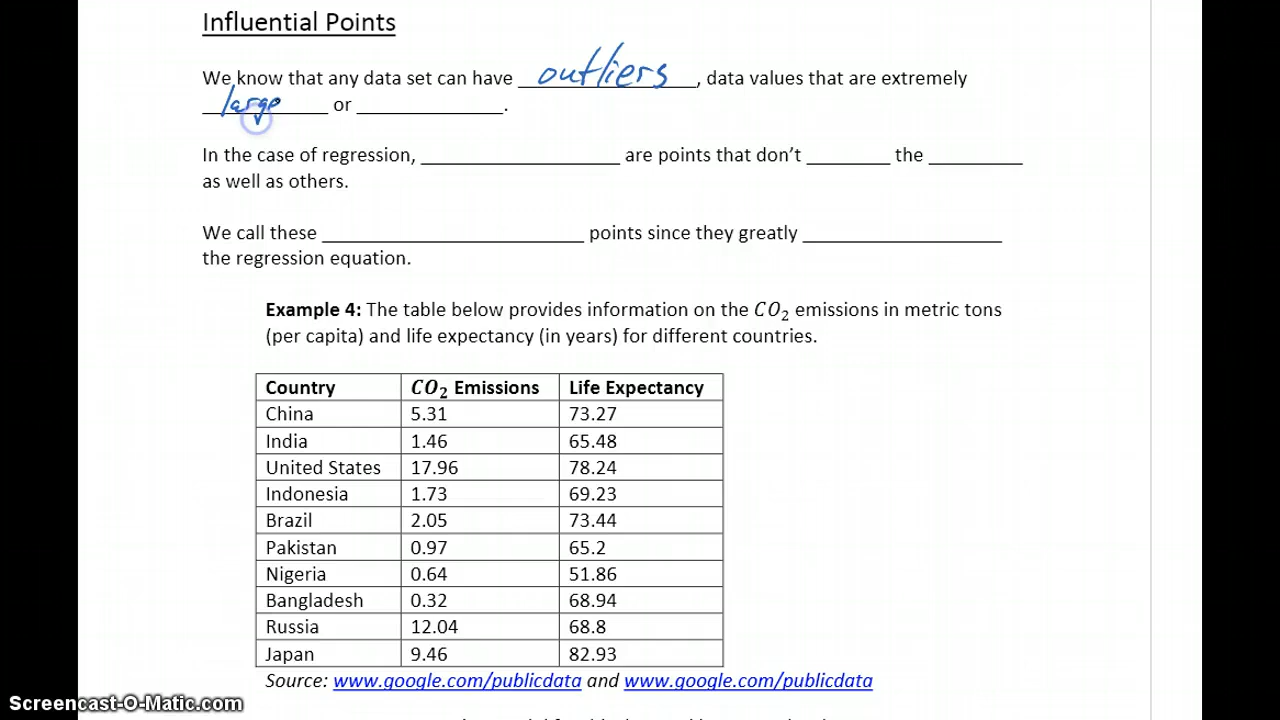 Influential Points
We know that any data set can have outliers, data values that are extremely
large or ____________.
In the case of regression, ____________ are points that don’t ________ the ________
as well as others.
We call these ____________ points since they greatly ____________
the regression equation.
Example 4: The table below provides information on the CO₂ emissions in metric tons
(per capita) and life expectancy (in years) for different countries.
Country CO₂ Emissions Life Expectancy
China 5.31 73.27
India 1.46 65.48
United States 17.96 78.24
Indonesia 1.73 69.23
Brazil 2.05 73.44
Pakistan 0.97 65.2
Nigeria 0.64 51.86
Bangladesh 0.32 68.94
Russia 12.04 68.8
Japan 9.46 82.93
Source: www.google.com/publicdata and www.google.com/publicdata
Screencast-O-Matic.com